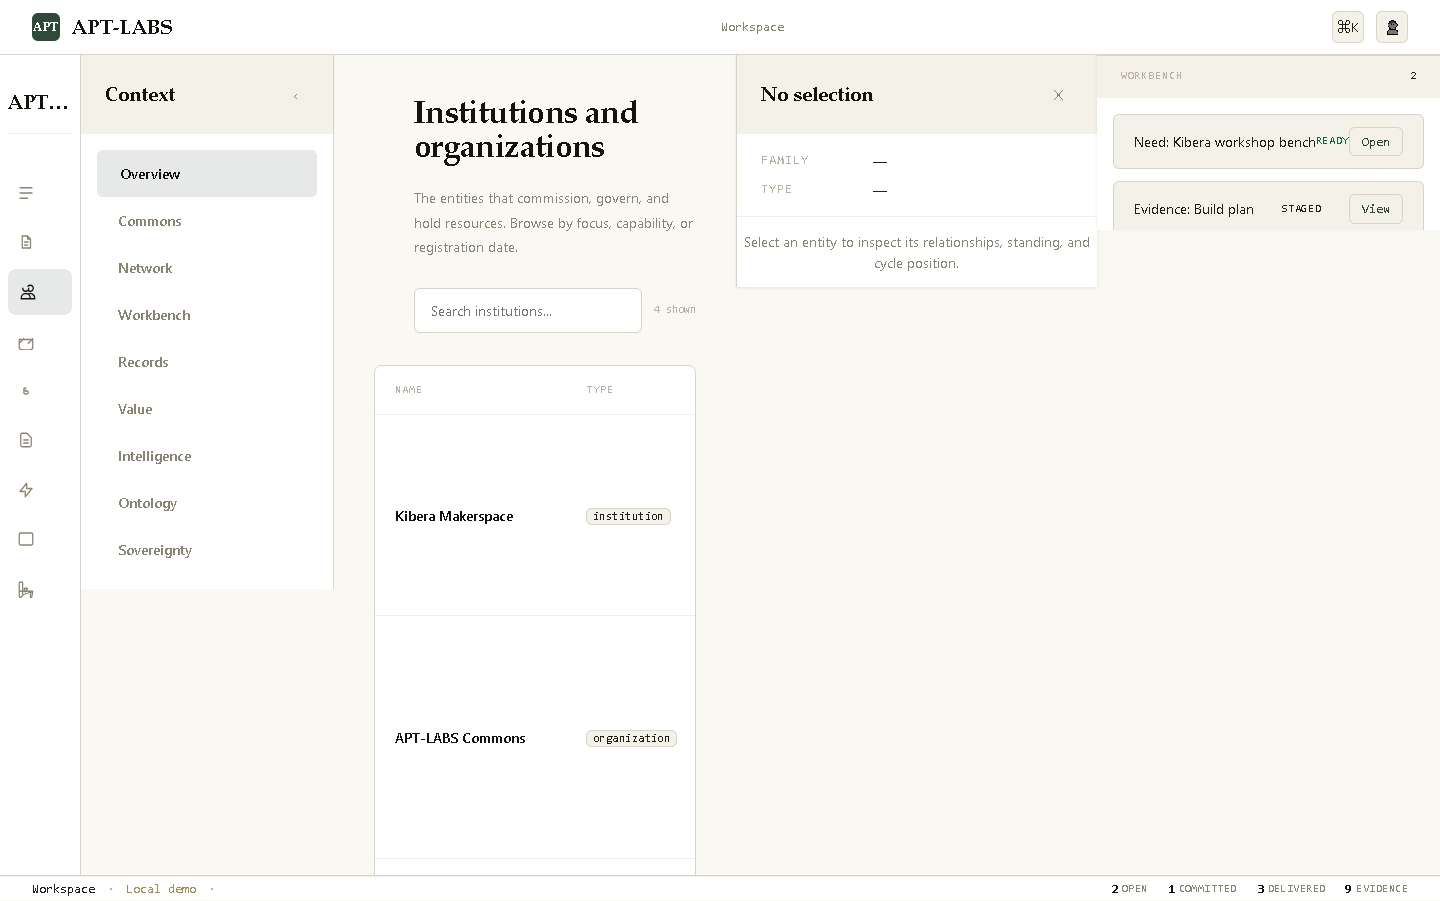 APT APT-LABS
Workspace
⌘K
APT...
Context
‹
Overview
Commons
Network
Workbench
Records
Value
Intelligence
Ontology
Sovereignty
Institutions and
organizations
The entities that commission, govern, and
hold resources. Browse by focus, capability, or
registration date.
Search institutions...
4 shown
NAME TYPE
Kibera Makerspace institution
APT-LABS Commons organization
No selection
FAMILY —
TYPE —
Select an entity to inspect its relationships, standing, and
cycle position.
WORKBENCH 2
Need: Kibera workshop bench READY Open
Evidence: Build plan STAGED View
Workspace · Local demo ·
2 OPEN 1 COMMITTED 3 DELIVERED 9 EVIDENCE